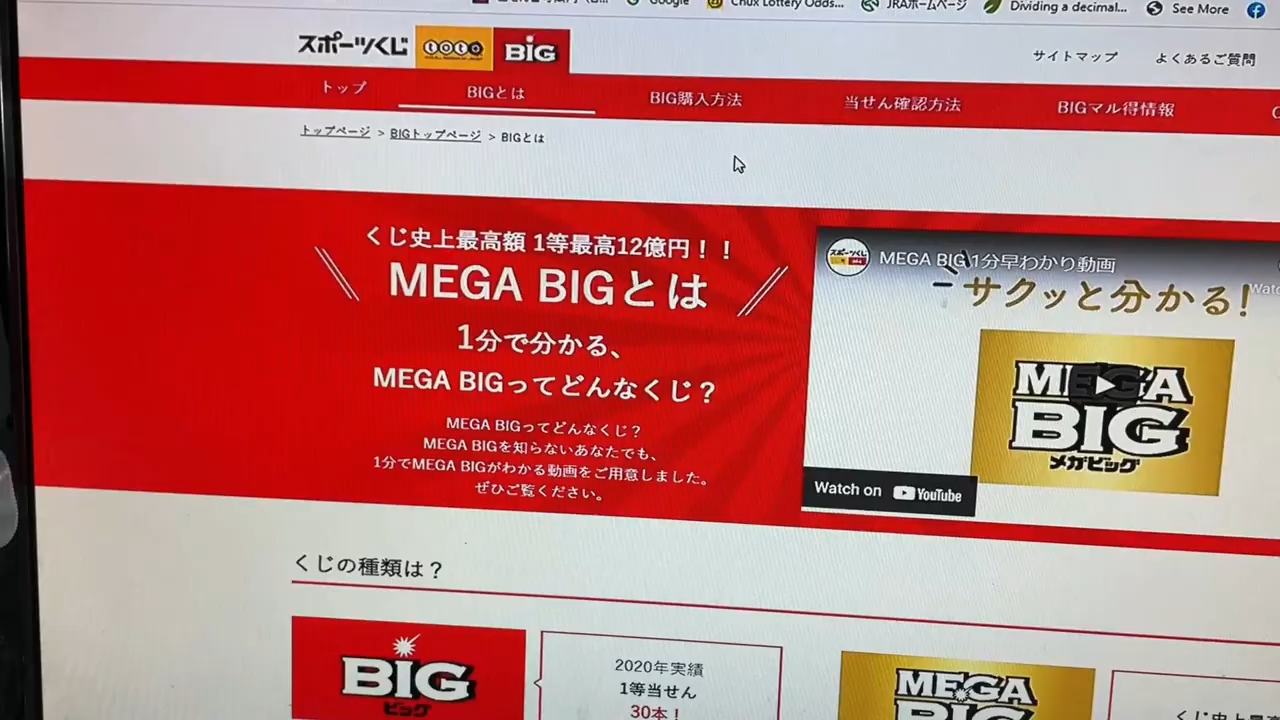 Google
Chux Lottery Odds...
JRAホームページ
Dividing a decimal...
See More
スポーツくじ
toto
BIG
サイトマップ
よくあるご質問
トップ
BIGとは
BIG購入方法
当せん確認方法
BIGマル得情報
トップページ > BIGトップページ > BIGとは
くじ史上最高額 1等最高12億円！！
MEGA BIGとは
1分で分かる、
MEGA BIGってどんなくじ？
MEGA BIGってどんなくじ？
MEGA BIGを知らないあなたでも、
1分でMEGA BIGがわかる動画をご用意しました。
ぜひご覧ください。
スポーツくじ
MEGA BIG 1分早わかり動画
サクッと分かる!
MEGA
BIG
メガビッグ
Watch on YouTube
くじの種類は？
BIG
ビッグ
2020年実績
1等当せん
30本！
MEGA
BIG